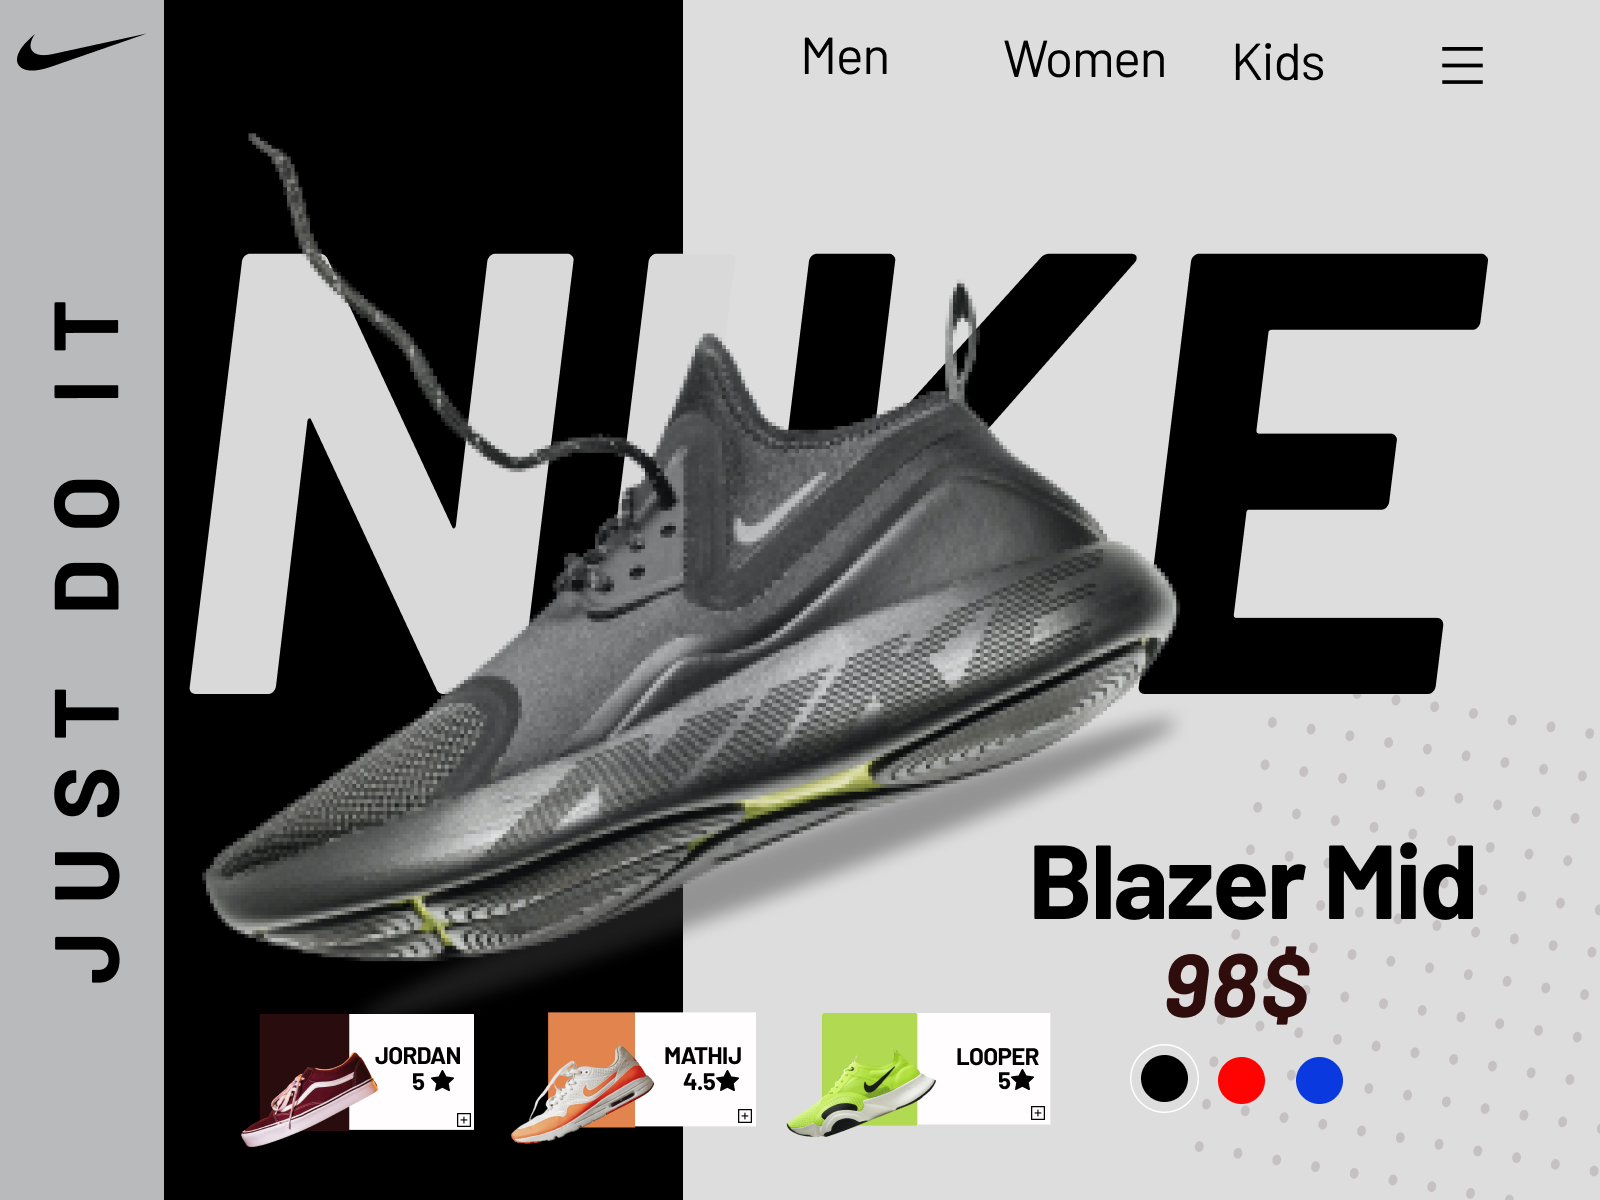 Men
Women
Kids
JUST DO IT
NIKE
Blazer Mid
98$
JORDAN
5
MATHIJ
4.5
LOOPER
5